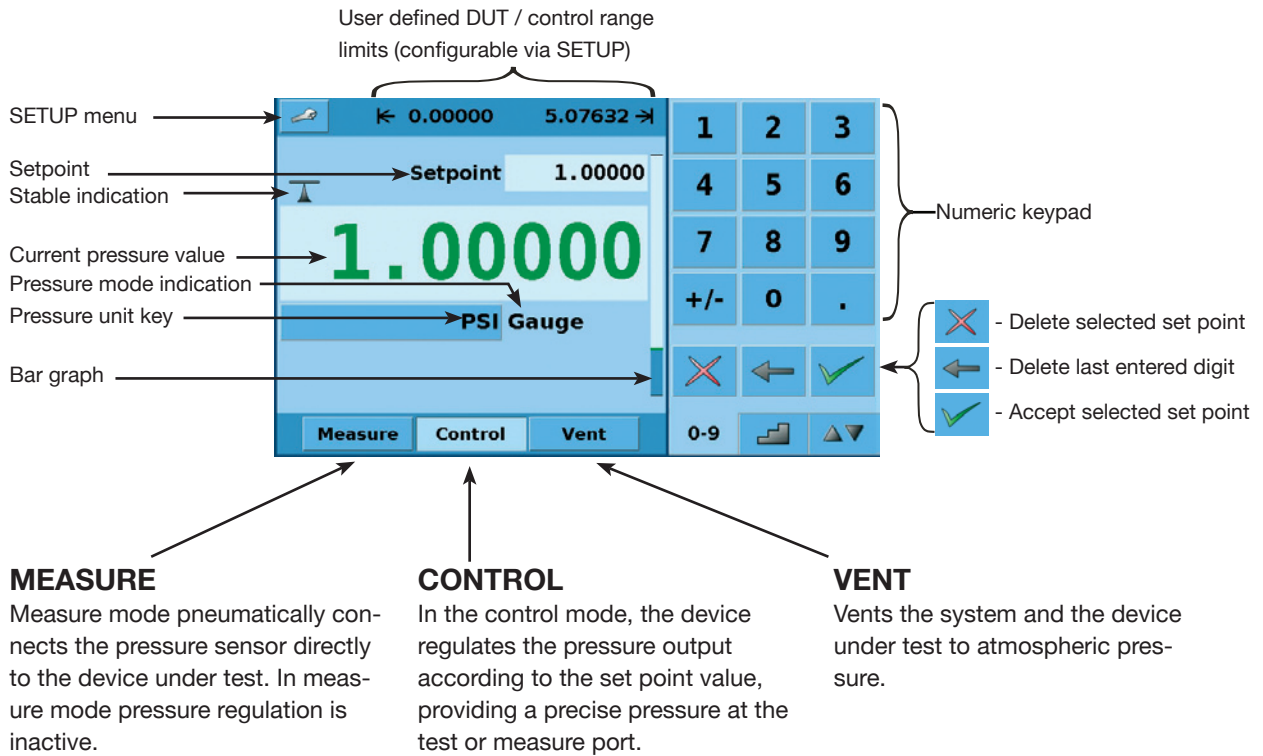 User defined DUT / control range
limits (configurable via SETUP)
SETUP menu
Setpoint
Stable indication
Current pressure value
Pressure mode indication
Pressure unit key
Bar graph
0.00000 5.07632
Setpoint 1.00000
1.00000
PSI Gauge
Measure Control Vent
1 2 3
4 5 6
7 8 9
+/- 0 .
0-9
Numeric keypad
- Delete selected set point
- Delete last entered digit
- Accept selected set point
MEASURE
Measure mode pneumatically con-
nects the pressure sensor directly
to the device under test. In meas-
ure mode pressure regulation is
inactive.
CONTROL
In the control mode, the device
regulates the pressure output
according to the set point value,
providing a precise pressure at the
test or measure port.
VENT
Vents the system and the device
under test to atmospheric pres-
sure.